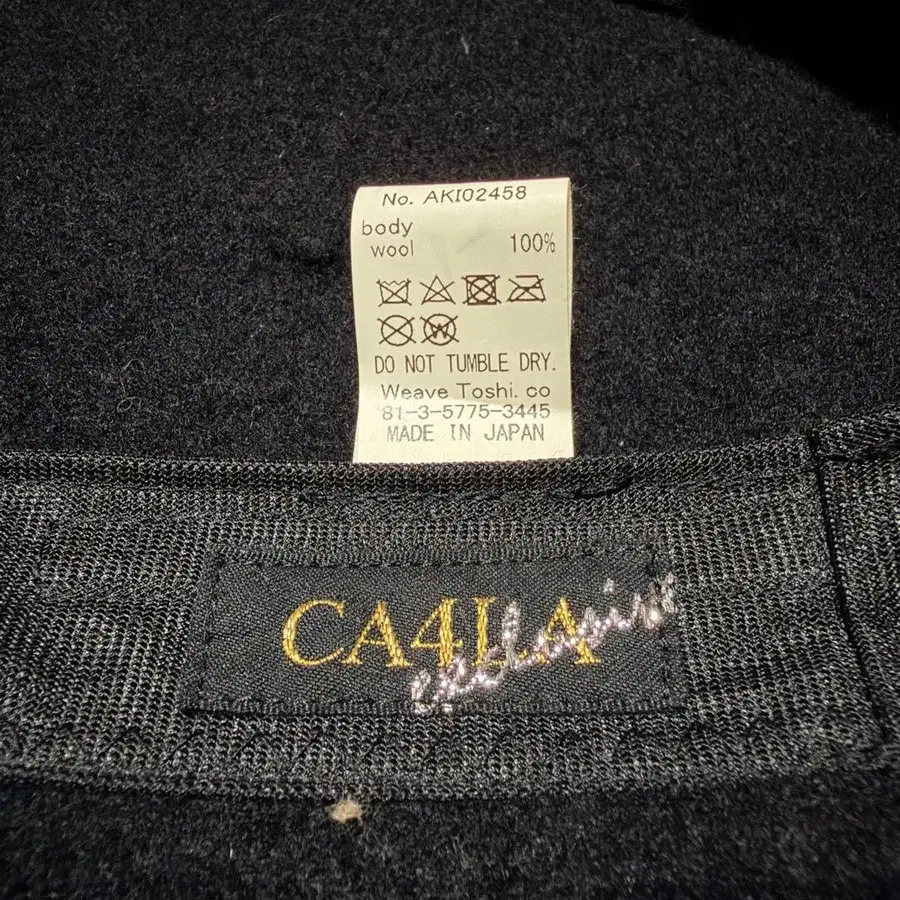 No. AKI02458
body
wool 100%
DO NOT TUMBLE DRY.
Weave Toshi. co
81-3-5775-3445
MADE IN JAPAN
CA4LA
exclusive